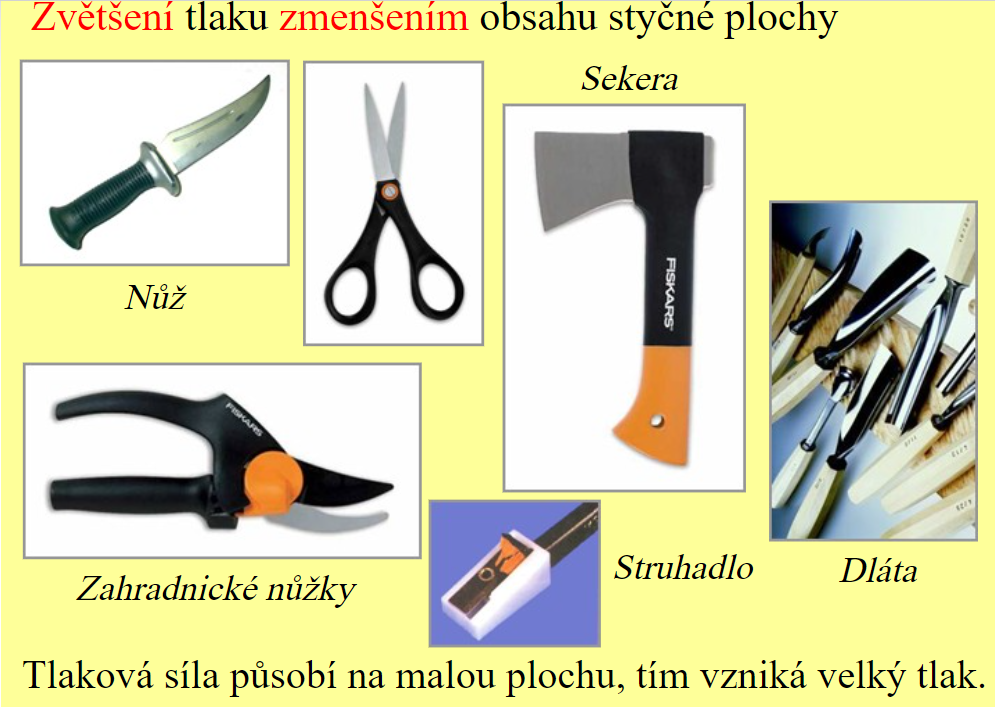 Zvětšení tlaku zmenšením obsahu styčné plochy
Sekera
Nůž
FISKARS
FISKARS
Zahradnické nůžky
Struhadlo
Dláta
Tlaková síla působí na malou plochu, tím vzniká velký tlak.